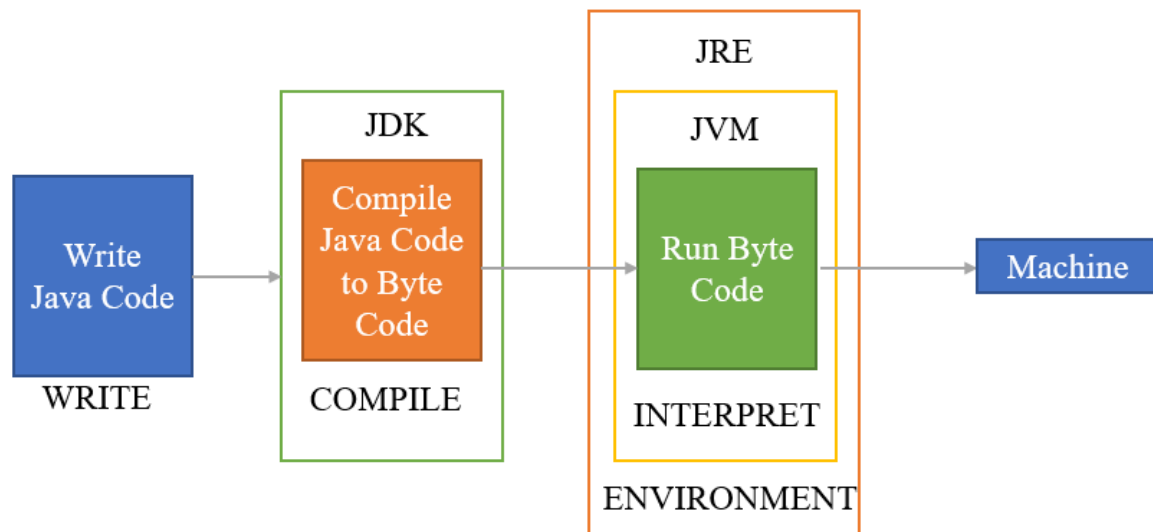 Write
Java Code
WRITE
JDK
Compile
Java Code
to Byte
Code
COMPILE
JRE
JVM
Run Byte
Code
INTERPRET
ENVIRONMENT
Machine